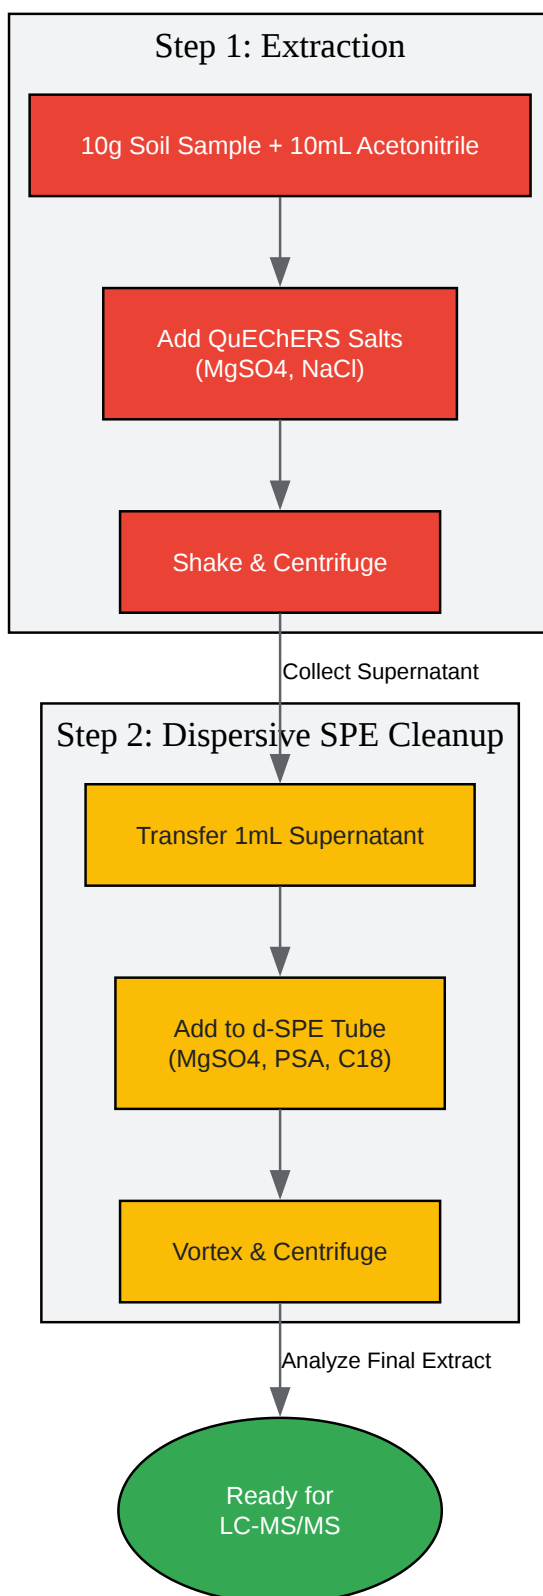 Step 1: Extraction
10g Soil Sample + 10mL Acetonitrile
Add QuEChERS Salts
(MgSO4, NaCl)
Shake & Centrifuge
Collect Supernatant
Step 2: Dispersive SPE Cleanup
Transfer 1mL Supernatant
Add to d-SPE Tube
(MgSO4, PSA, C18)
Vortex & Centrifuge
Analyze Final Extract
Ready for
LC-MS/MS